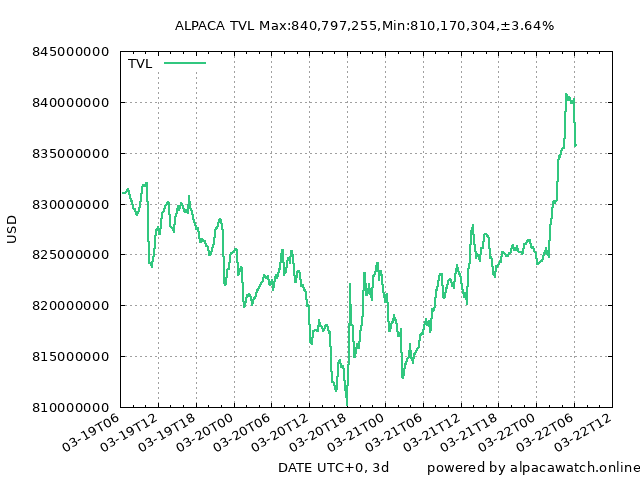 ALPACA TVL Max:840,797,255,Min:810,170,304,±3.64%
TVL
845000000
840000000
835000000
830000000
825000000
820000000
815000000
810000000
USD
03-19T06
03-19T12
03-19T18
03-20T00
03-20T06
03-20T12
03-20T18
03-21T00
03-21T06
03-21T12
03-21T18
03-22T00
03-22T06
03-22T12
DATE UTC+0, 3d
powered by alpacawatch.online